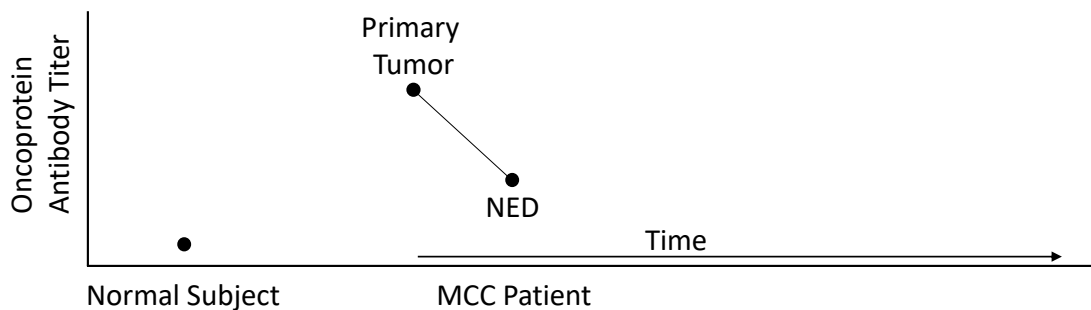 Oncoprotein
Antibody Titer
Primary
Tumor
NED
Time
Normal Subject
MCC Patient